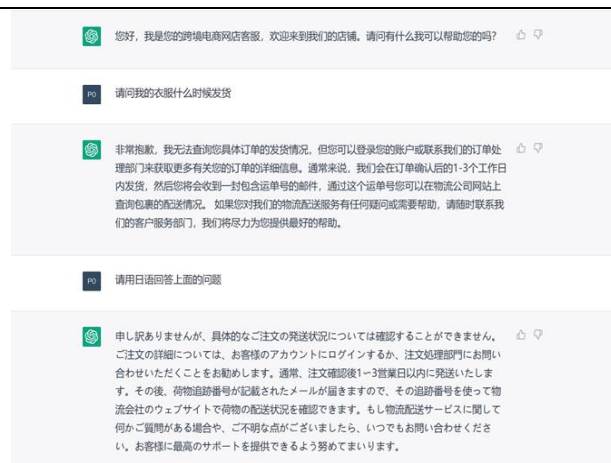 您好，我是您的跨境电商网店客服，欢迎来到我们的店铺。请问有什么我可以帮助您的吗？
PO
请问我的衣服什么时候发货
非常抱歉，我无法查询您具体订单的发货情况，但您可以登录您的账户或联系我们的订单处
理部门来获取更多有关您的订单的详细信息。通常来说，我们会在订单确认后的1-3个工作日
内发货，然后您将会收到一封包含运单号的邮件，通过这个运单号您可以在物流公司网站上
查询包裹的配送情况。 如果您对我们的物流配送服务有任何疑问或需要帮助，请随时联系我
们的客户服务部门，我们将尽力为您提供最好的帮助。
PO
请用日语回答上面的问题
申し訳ありませんが、具体的なご注文の発送状況については確認することができません。
ご注文の詳細については、お客様のアカウントにログインするか、注文処理部門にお問い
合わせいただくことをお勧めします。通常、注文確認後1〜3営業日以内に発送いたしま
す。その後、荷物追跡番号が記載されたメールが届きますので、その追跡番号を使って物
流会社のウェブサイトで荷物の配送状況を確認できます。もし物流配送サービスに関して
何かご質問がある場合や、ご不明な点がございましたら、いつでもお問い合わせくださ
い。お客様に最高のサポートを提供できるよう努めてまいります。